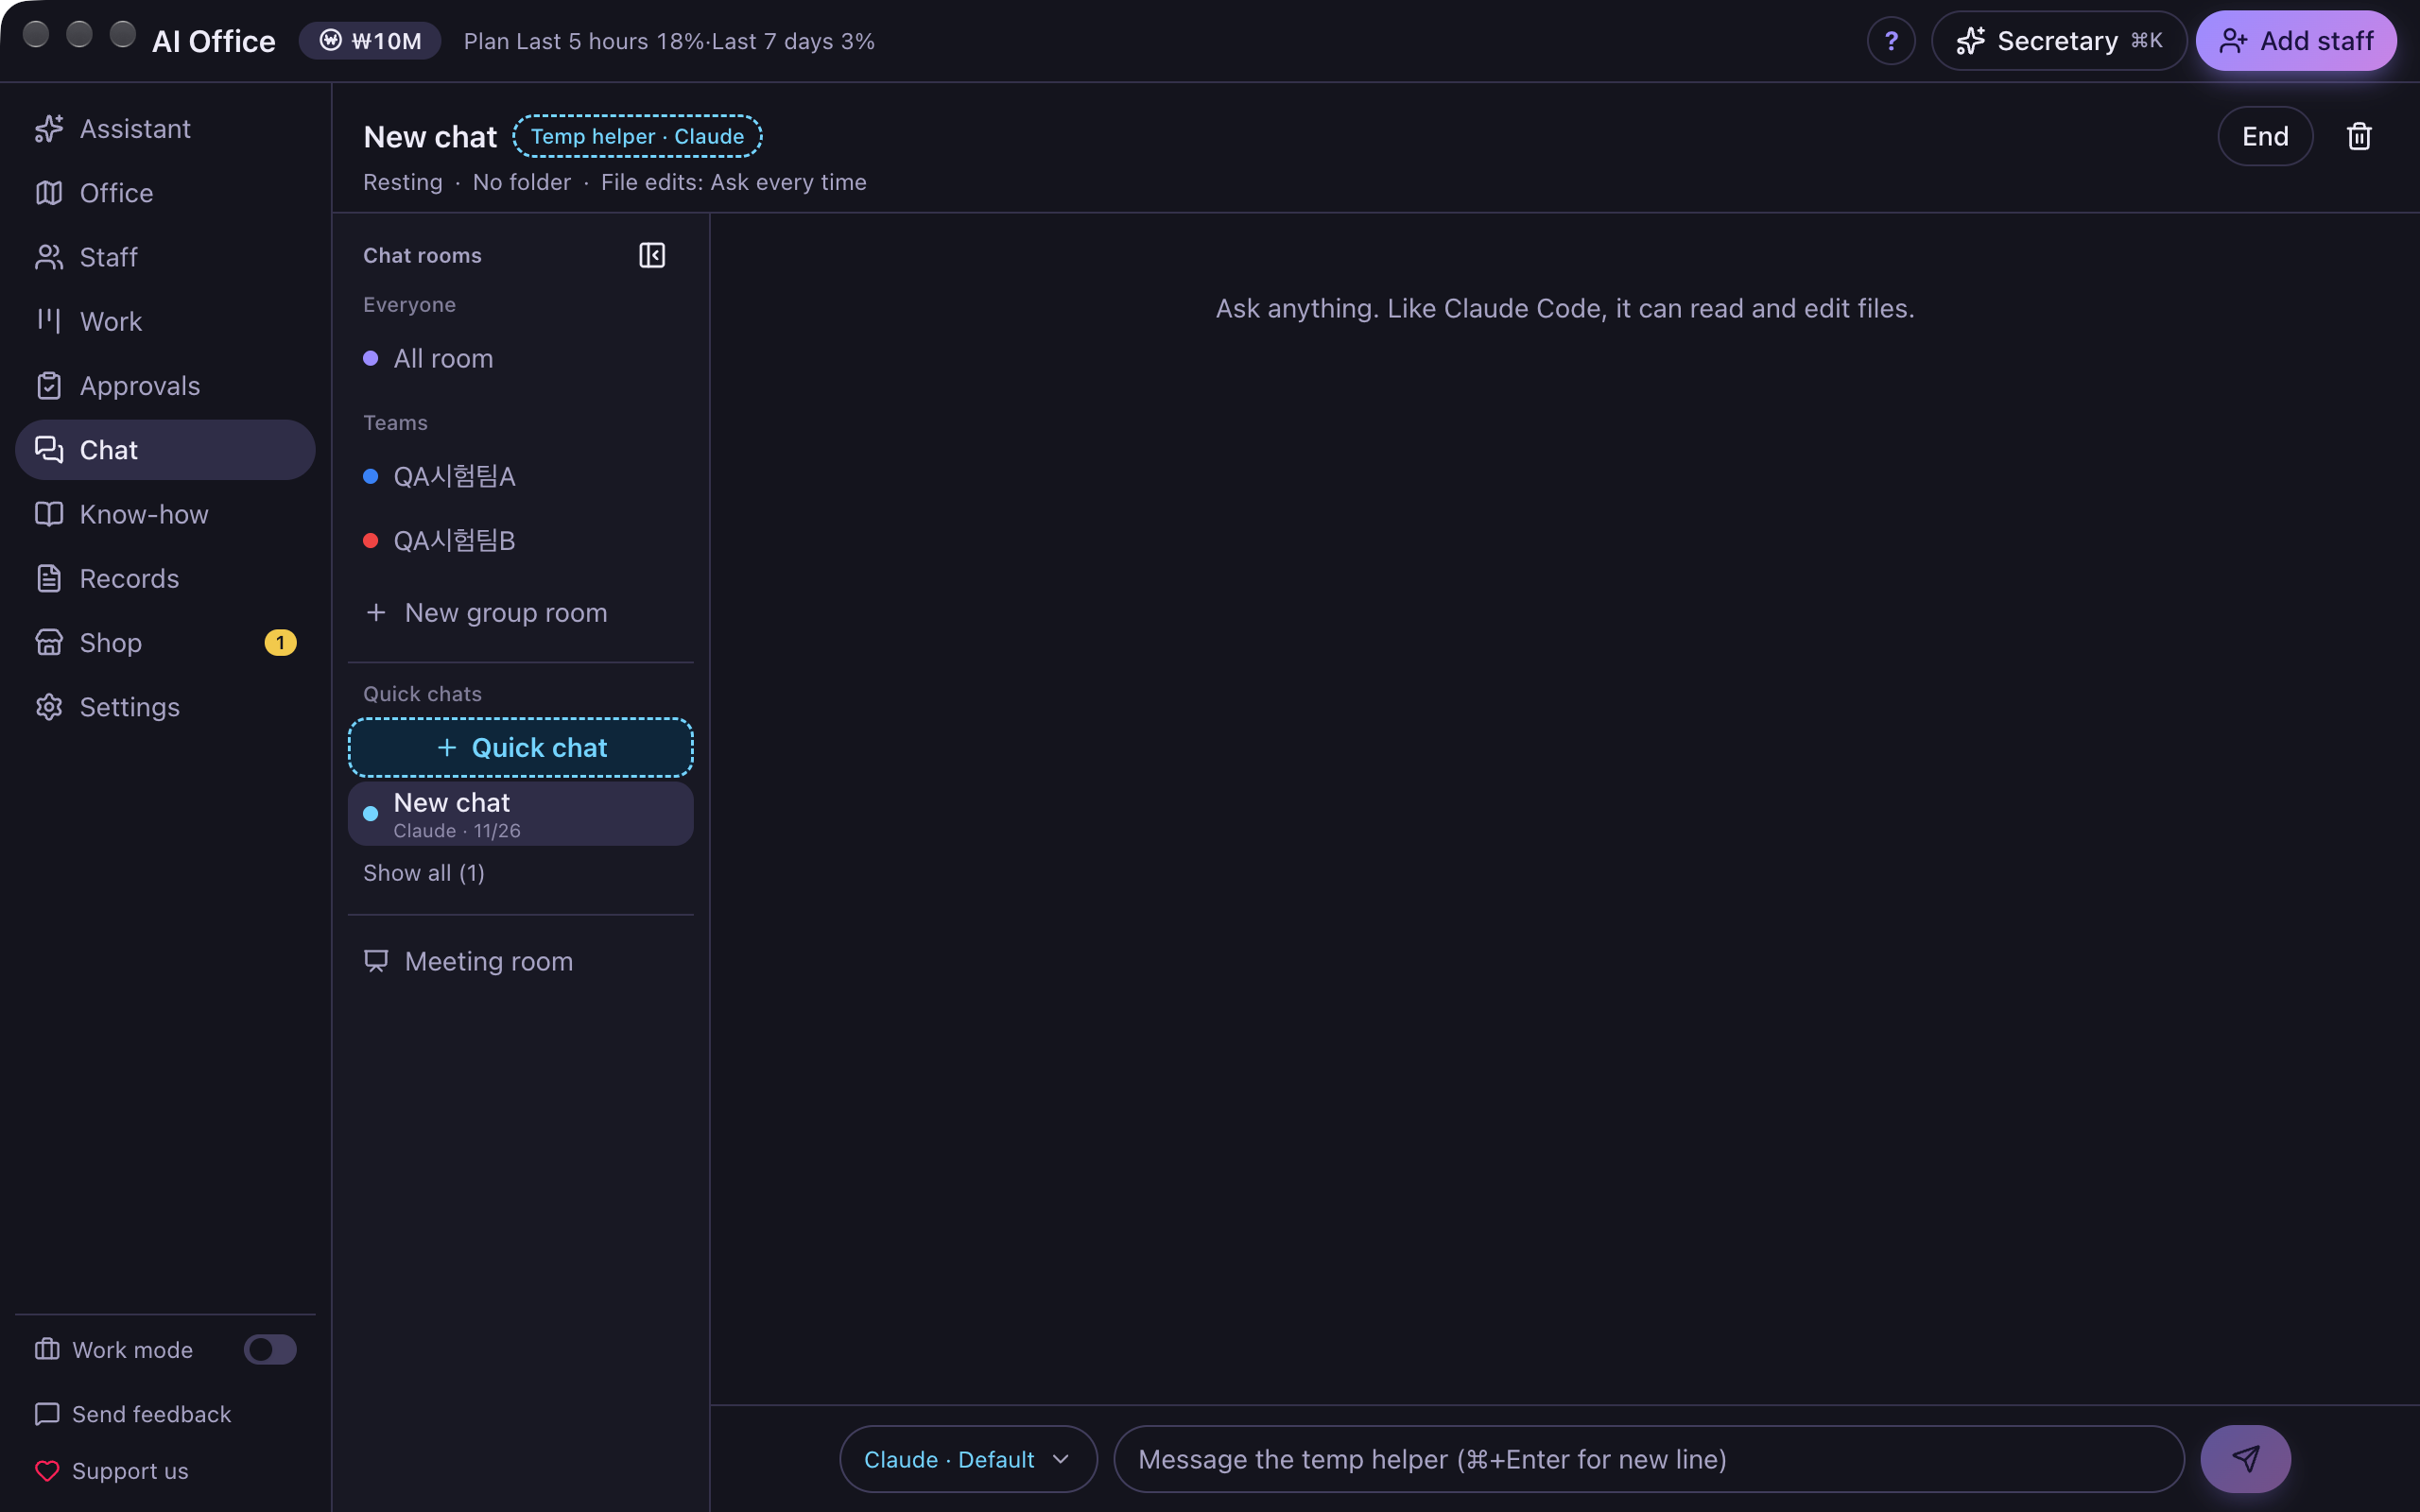 AI Office
₩10M
Plan Last 5 hours 18%·Last 7 days 3%
?
Secretary ⌘K
Add staff
Assistant
Office
Staff
Work
Approvals
Chat
Know-how
Records
Shop
1
Settings
Work mode
Send feedback
Support us
New chat
Temp helper · Claude
Resting · No folder · File edits: Ask every time
End
Chat rooms
Everyone
All room
Teams
QA시험팀A
QA시험팀B
+ New group room
Quick chats
+ Quick chat
New chat
Claude · 11/26
Show all (1)
Meeting room
Ask anything. Like Claude Code, it can read and edit files.
Claude · Default
Message the temp helper (⌘+Enter for new line)